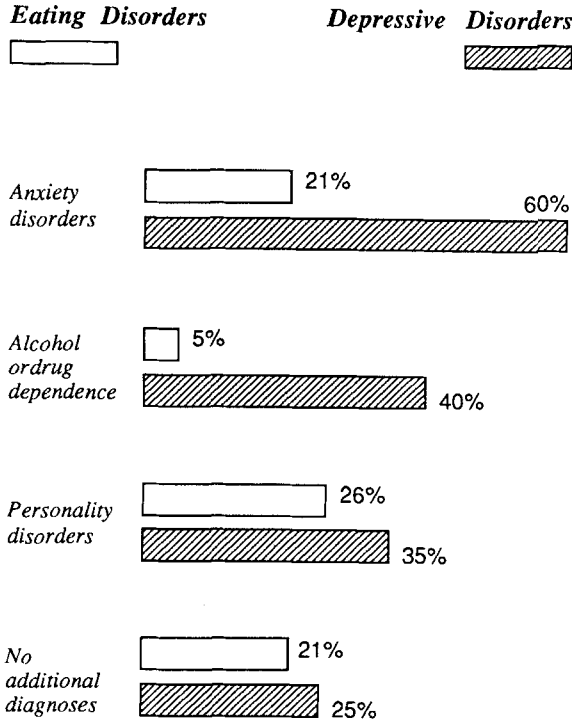 Eating Disorders Depressive Disorders
21%
Anxiety
disorders
60%
5%
Alcohol
ordrug
dependence
40%
26%
Personality
disorders
35%
21%
No
additional
diagnoses
25%